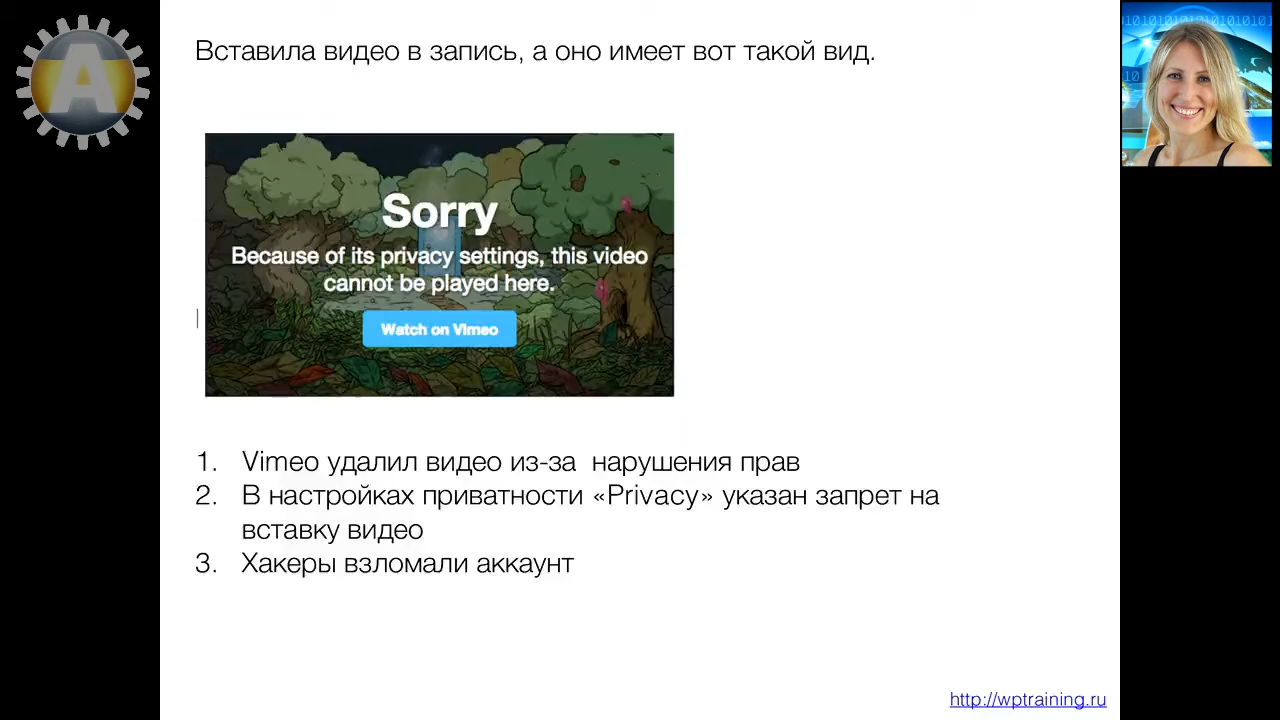 Вставила видео в запись, а оно имеет вот такой вид.
A
Sorry
Because of its privacy settings, this video
cannot be played here.
Watch on Vimeo
1. Vimeo удалил видео из-за нарушения прав
2. В настройках приватности «Privacy» указан запрет на
вставку видео
3. Хакеры взломали аккаунт
http://wptraining.ru